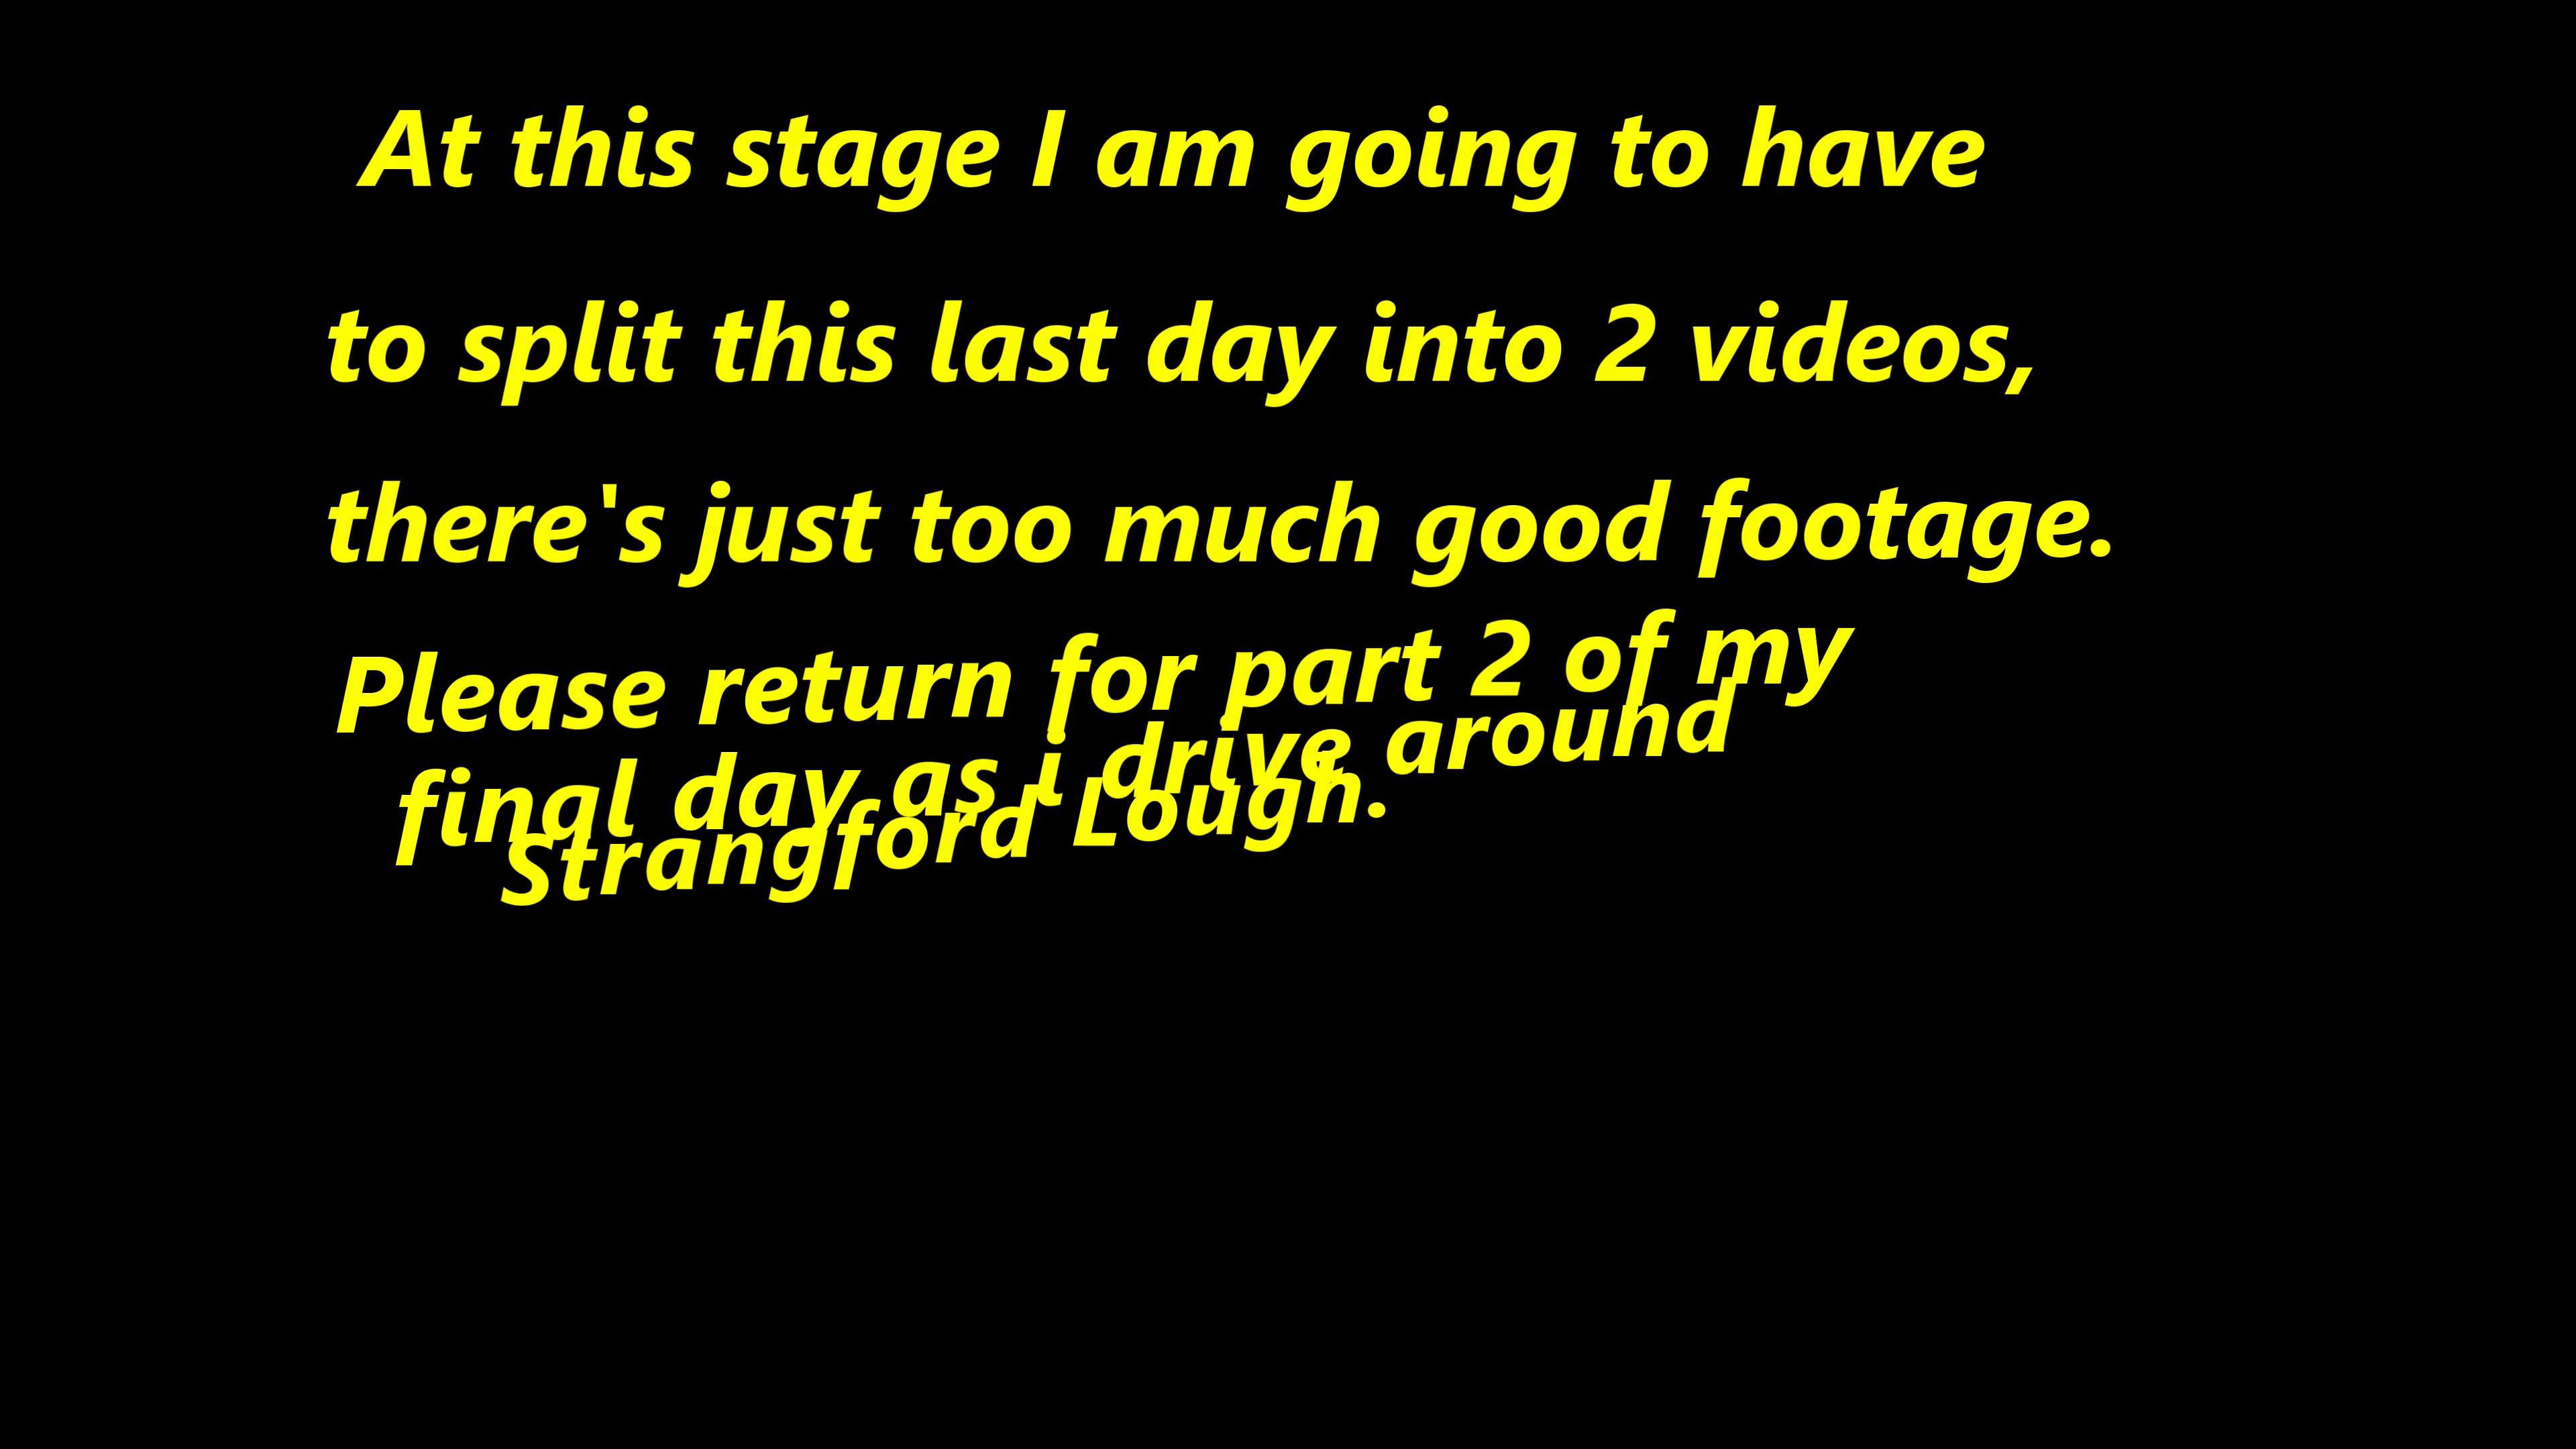 At this stage I am going to have
to split this last day into 2 videos,
there's just too much good footage.
Please return for part 2 of my
final day as i drive around
Strangford Lough.